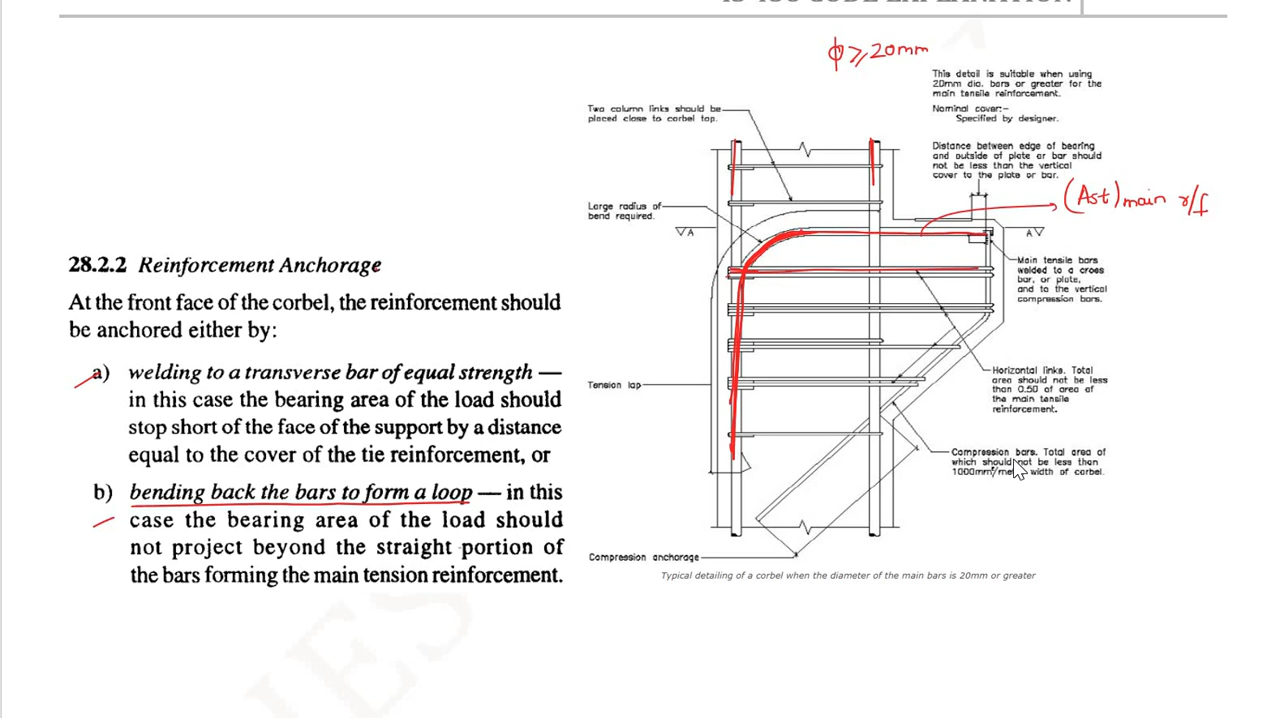 IS 456 CODE EXPLANATION
ϕ ≥ 20mm
This detail is suitable when using
20mm dia. bars or greater for the
main tensile reinforcement.
Nominal cover:-
Specified by designer.
Two column links should be
placed close to corbel top.
Distance between edge of bearing
and outside of plate or bar should
not be less than the vertical
cover to the plate or bar.
(Ast) main r/f
Large radius of
bend required.
A
A
28.2.2 Reinforcement Anchorage
At the front face of the corbel, the reinforcement should
be anchored either by:
a) welding to a transverse bar of equal strength —
in this case the bearing area of the load should
stop short of the face of the support by a distance
equal to the cover of the tie reinforcement, or
b) bending back the bars to form a loop — in this
case the bearing area of the load should
not project beyond the straight portion of
the bars forming the main tension reinforcement.
Main tensile bars
welded to a cross
bar, or plate,
and to the vertical
compression bars.
Tension lap
Horizontal links. Total
area should not be less
than 0.50 of area of
the main tensile
reinforcement.
Compression bars. Total area of
which should not be less than
1000mm²/me width of corbel.
Compression anchorage
Typical detailing of a corbel when the diameter of the main bars is 20mm or greater